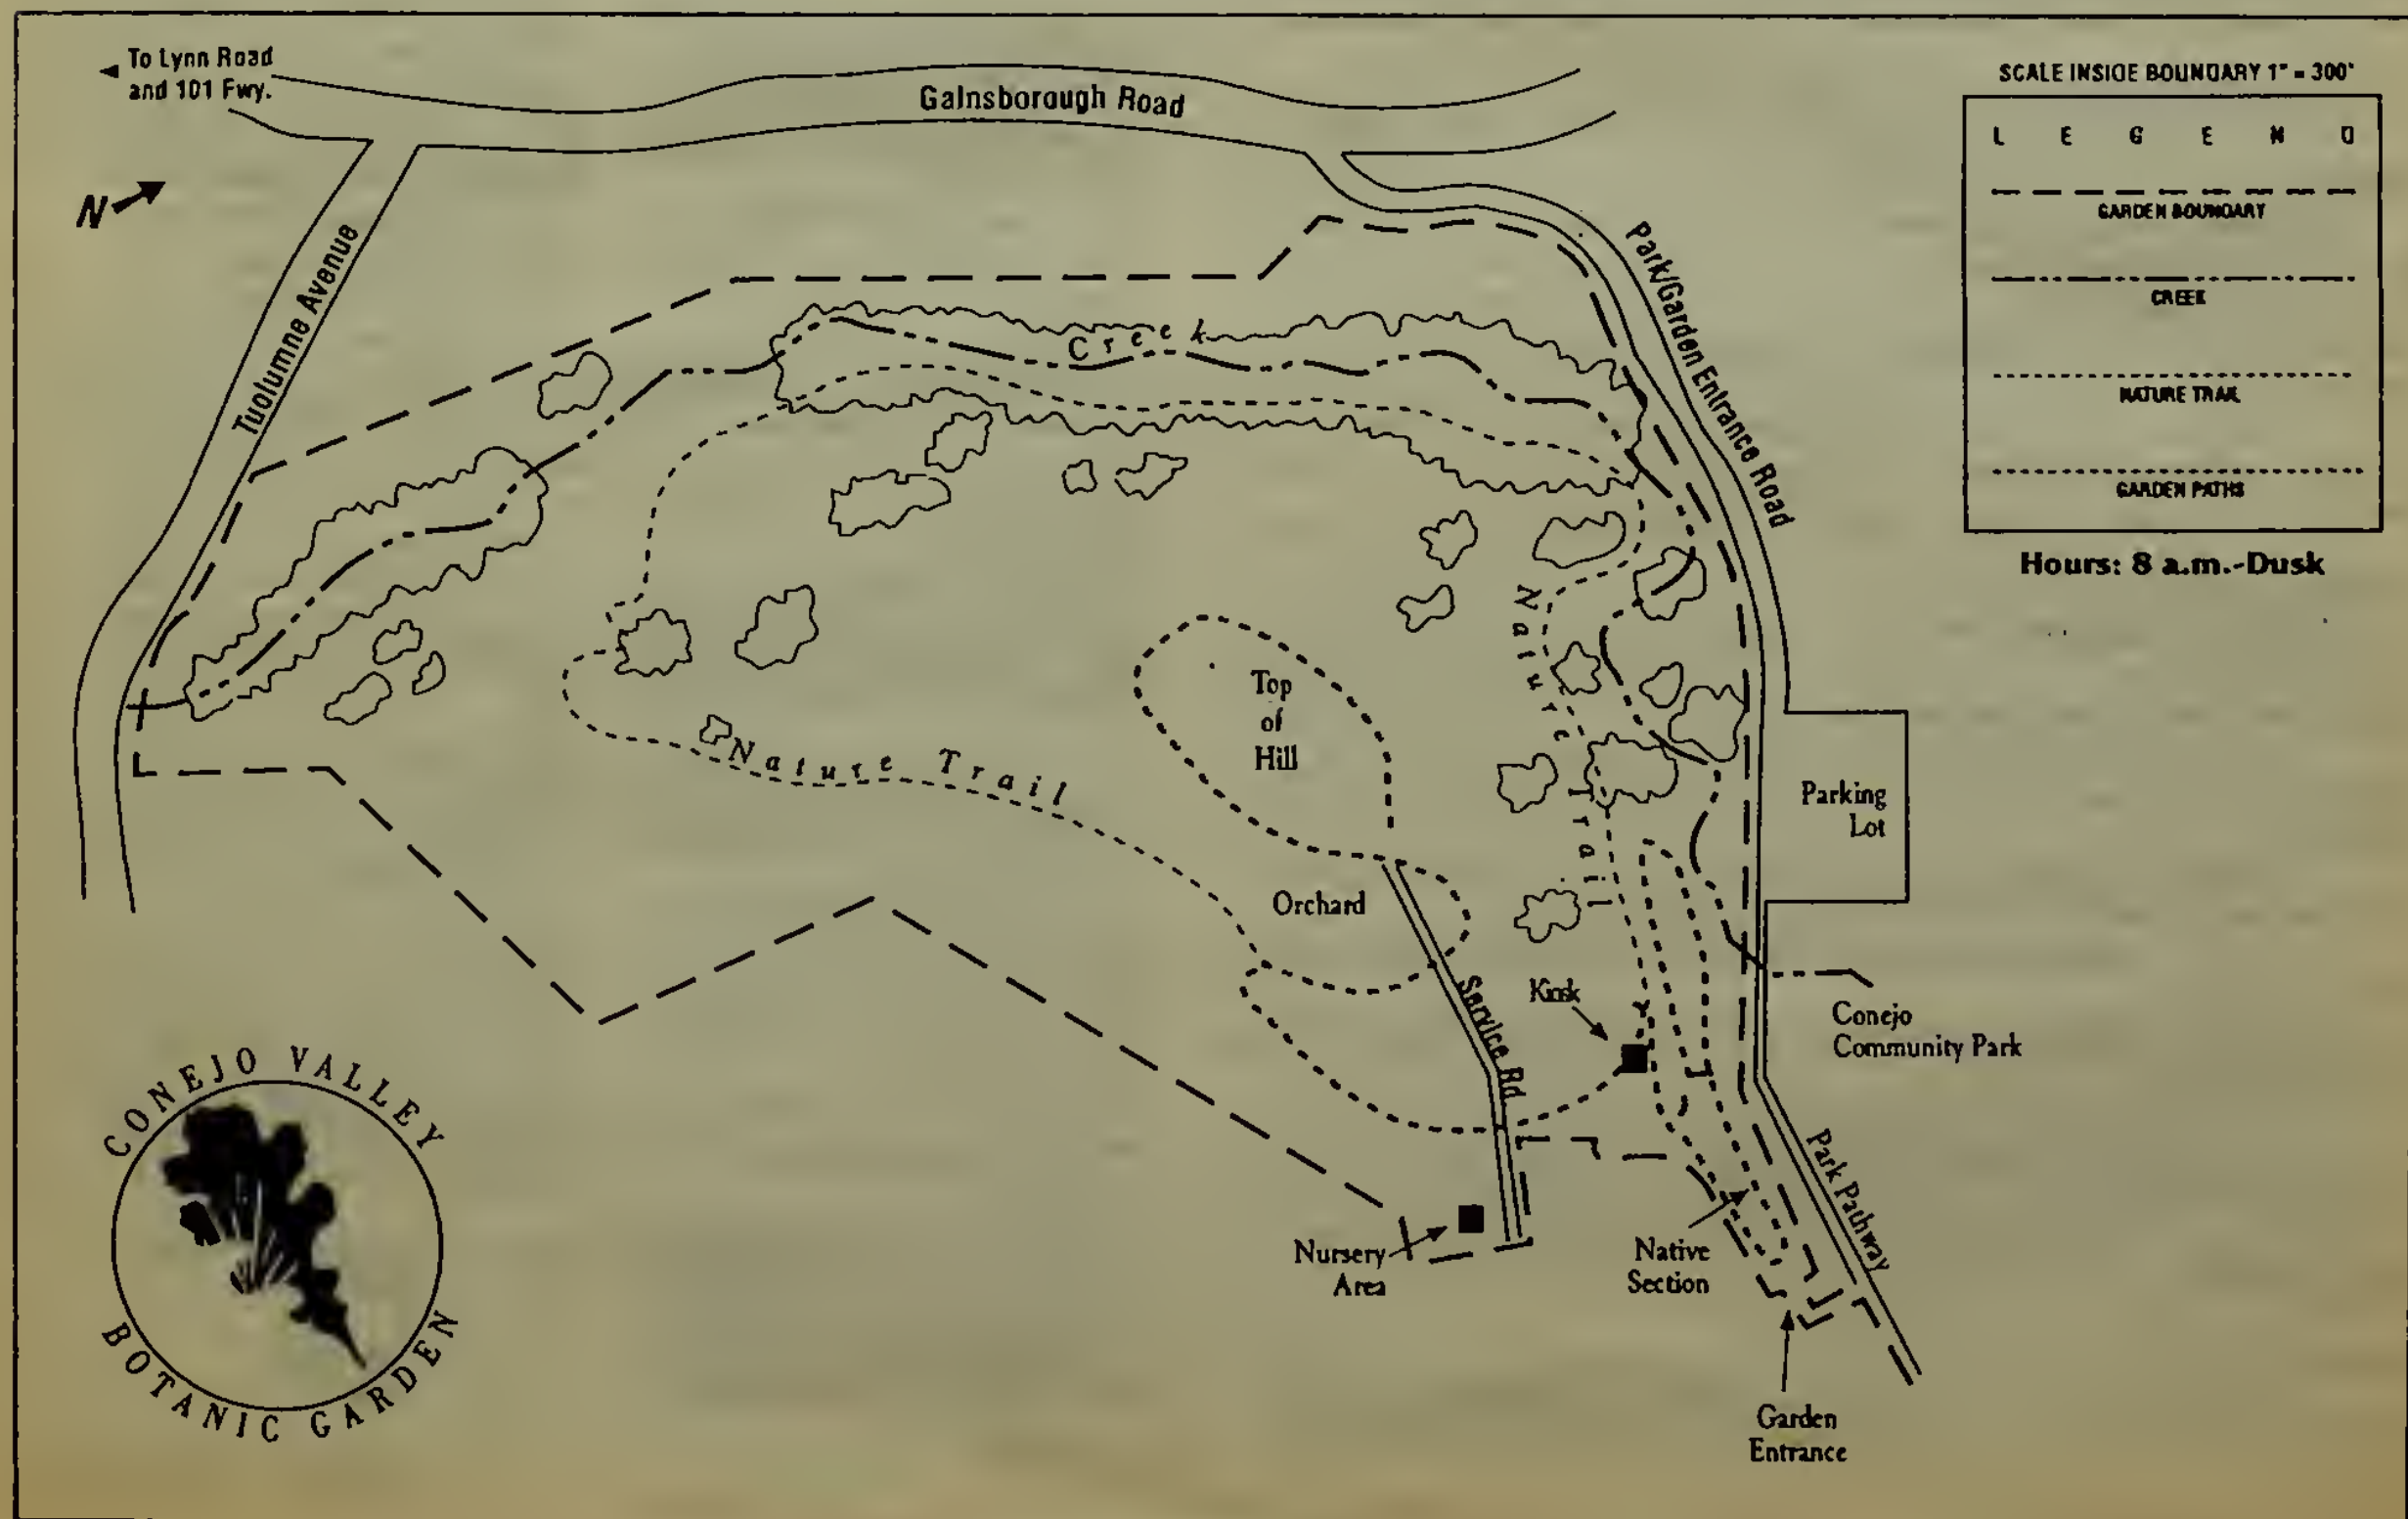 To Lynn Road
and 101 Fwy.
Gainsborough Road
SCALE INSIDE BOUNDARY 1" = 300'
LEGEND
GARDEN BOUNDARY
CREEK
NATURE TRAIL
GARDEN PATHS
Hours: 8 a.m.-Dusk
N
Tuolumne Avenue
Park/Garden Entrance Road
Creek
Nature Trail
Top
of
Hill
Nature Trail
Parking
Lot
Orchard
Service Rd
Kiosk
Conejo
Community Park
Park Pathway
Nursery
Area
Native
Section
Garden
Entrance
CONEJO VALLEY
BOTANIC GARDEN